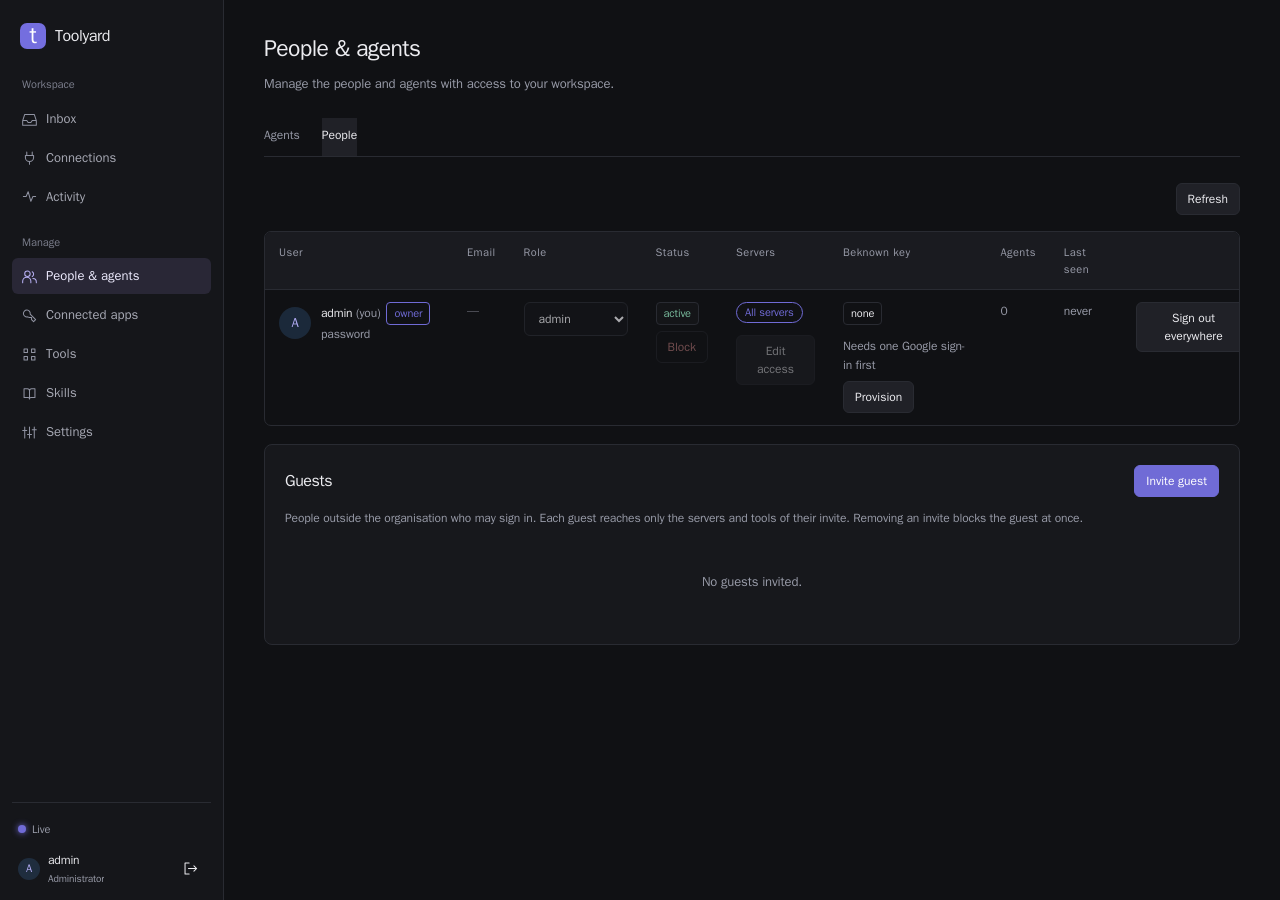 t Toolyard
Workspace
Inbox
Connections
Activity
Manage
People & agents
Connected apps
Tools
Skills
Settings
Live
A admin
Administrator
People & agents
Manage the people and agents with access to your workspace.
Agents People
Refresh
User Email Role Status Servers Beknown key Agents Last
seen
A admin (you) owner
password
—
admin
active
Block
All servers
Edit
access
none
Needs one Google sign-
in first
Provision
0
never
Sign out
everywhere
Guests
Invite guest
People outside the organisation who may sign in. Each guest reaches only the servers and tools of their invite. Removing an invite blocks the guest at once.
No guests invited.